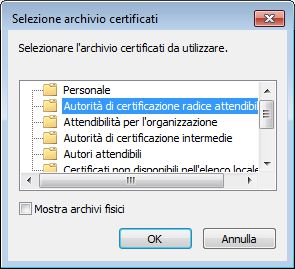 Selezione archivio certificati
Selezionare l'archivio certificati da utilizzare.
Personale
Autorità di certificazione radice attendibil
Attendibilità per l'organizzazione
Autorità di certificazione intermedie
Autori attendibili
Certificati non disponibili nell'elenco locale
Mostra archivi fisici
OK
Annulla